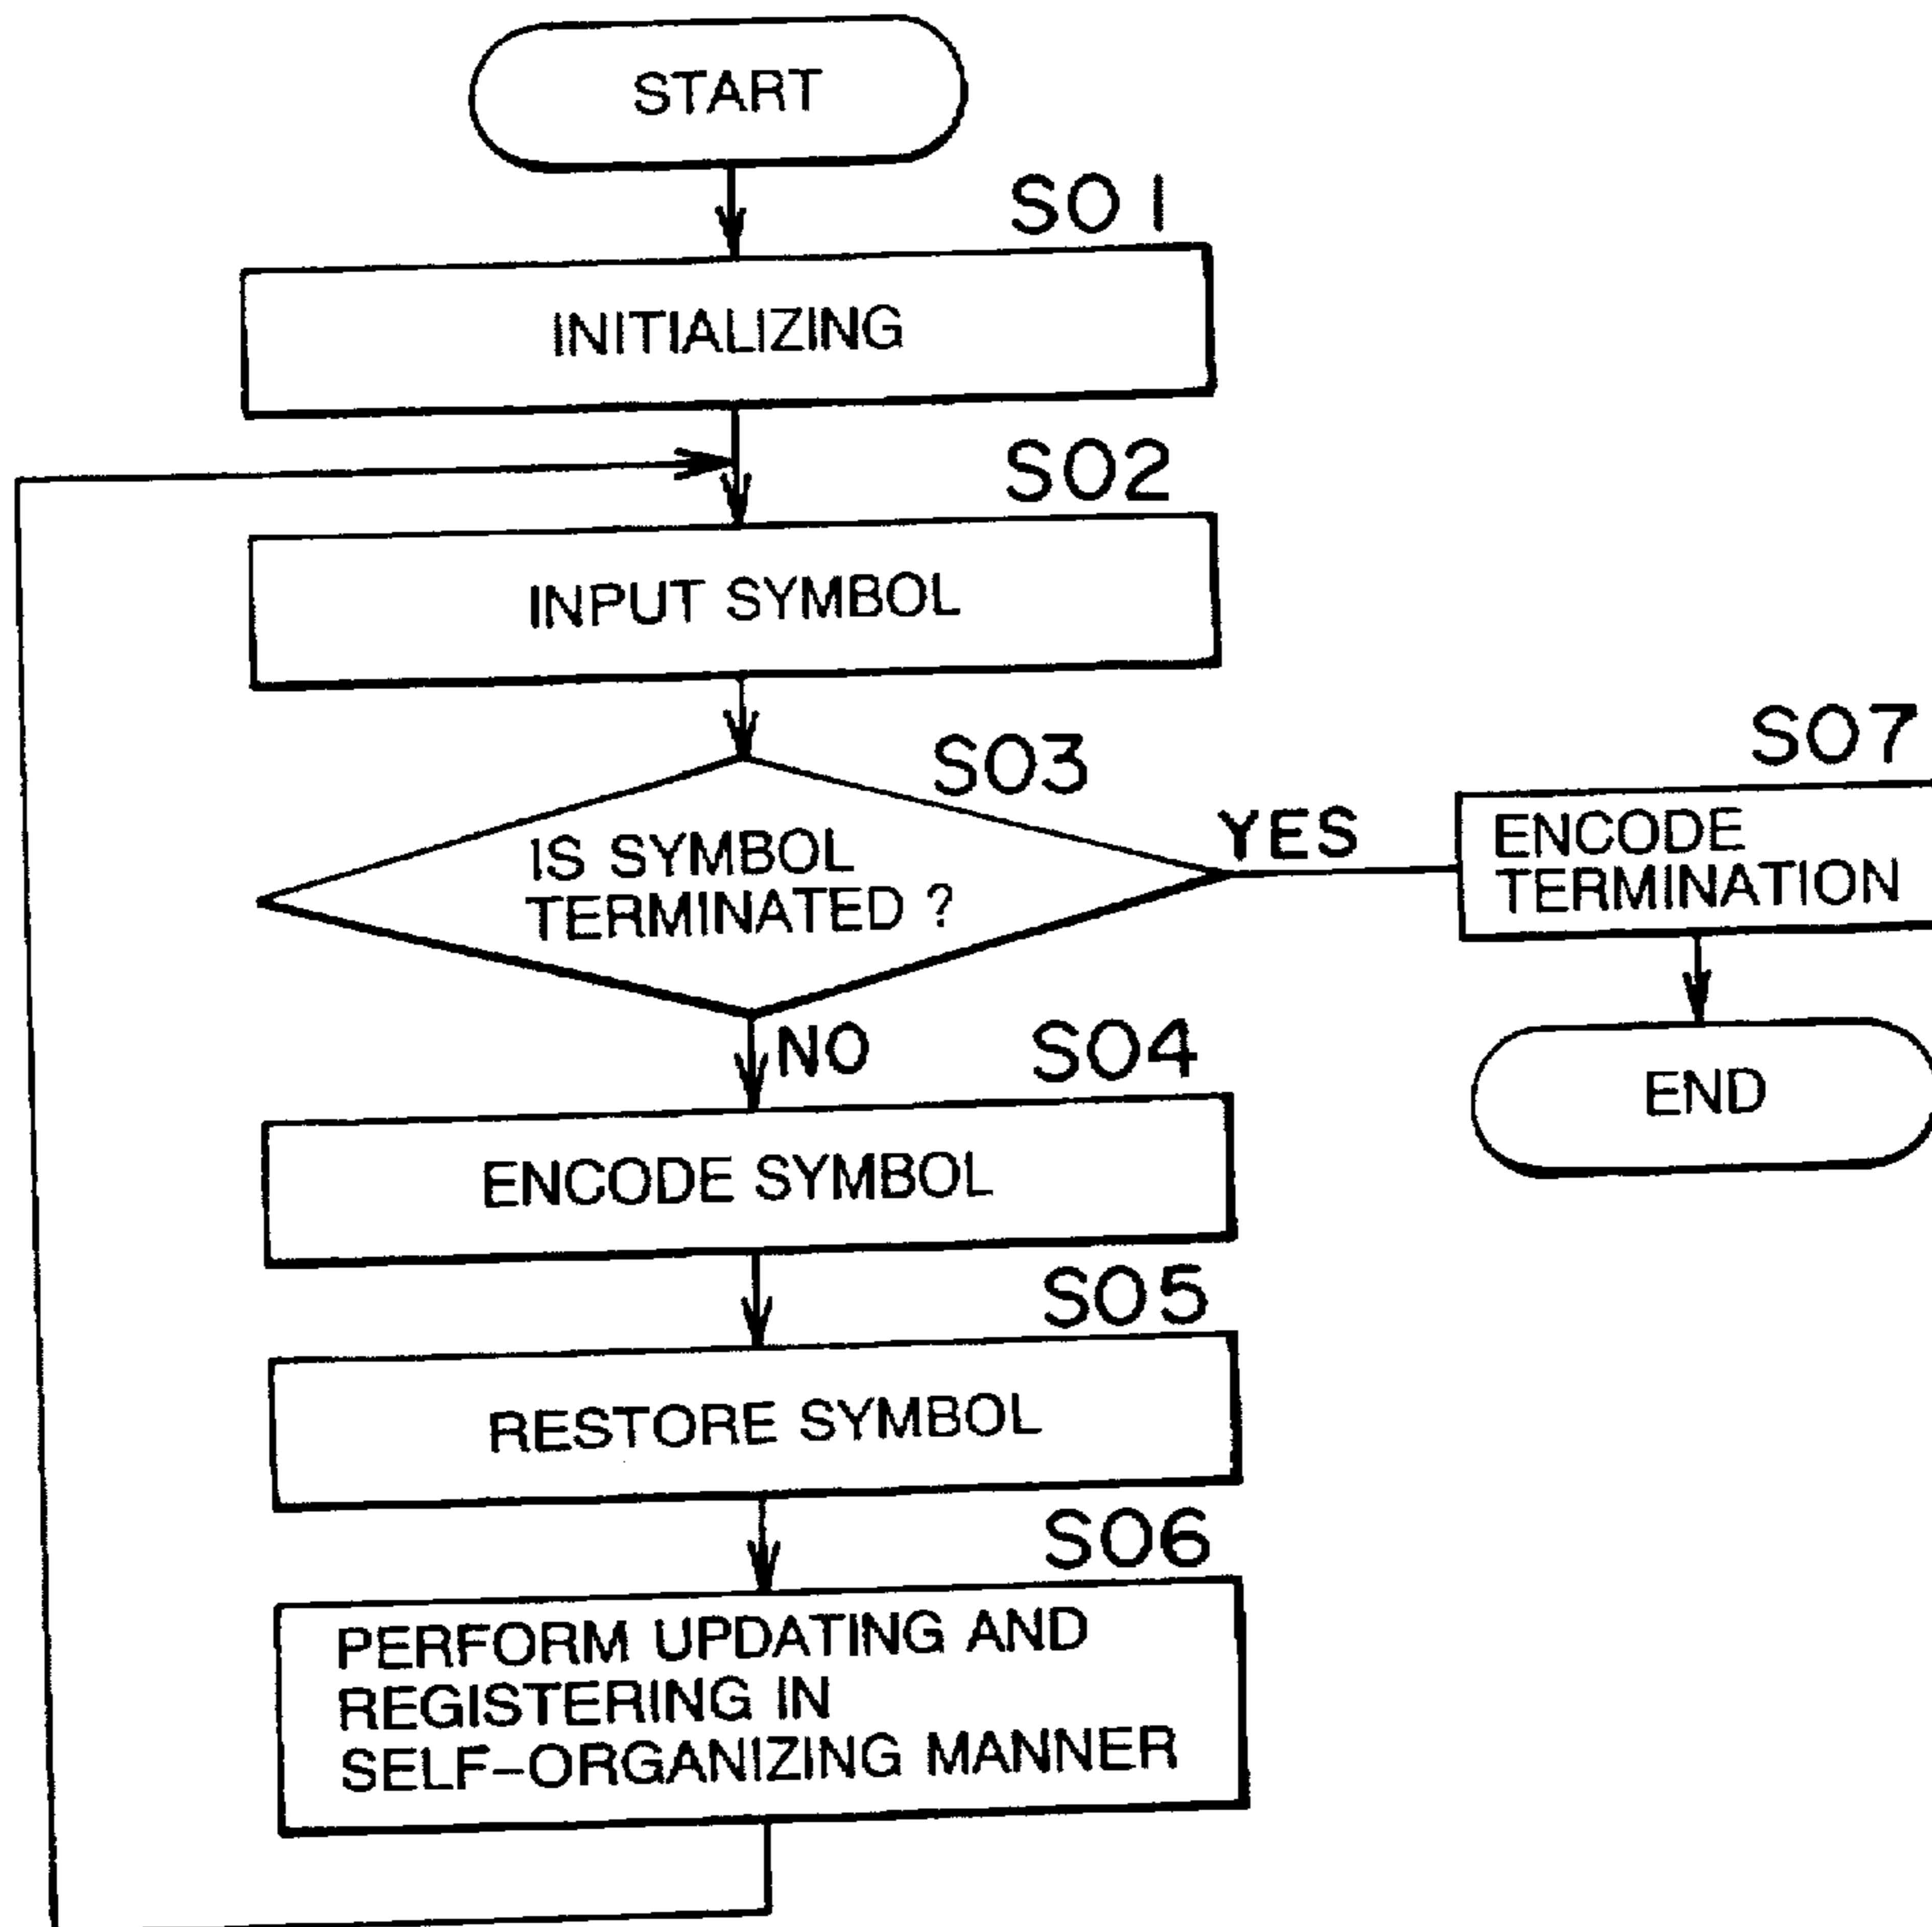 START
S01
INITIALIZING
S02
INPUT SYMBOL
S03
IS SYMBOL
TERMINATED ?
YES
S07
ENCODE
TERMINATION
END
NO
S04
ENCODE SYMBOL
S05
RESTORE SYMBOL
S06
PERFORM UPDATING AND
REGISTERING IN
SELF-ORGANIZING MANNER